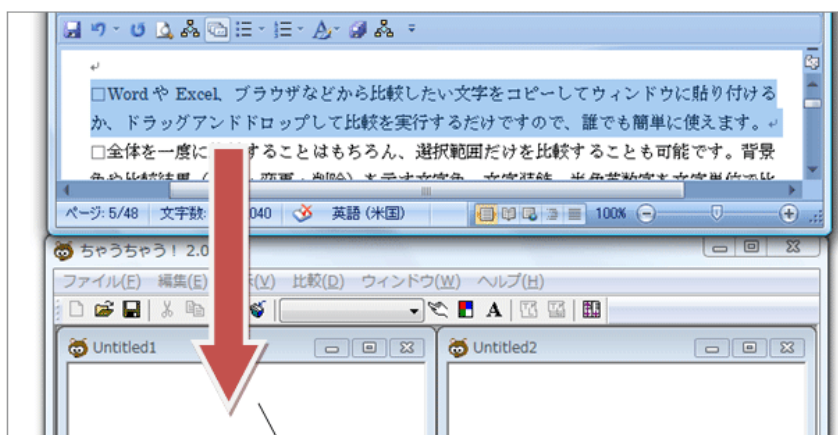 □Word や Excel、ブラウザなどから比較したい文字をコピーしてウィンドウに貼り付ける
か、ドラッグアンドドロップして比較を実行するだけですので、誰でも簡単に使えます。
□全体を一度に することはもちろん、選択範囲だけを比較することも可能です。背景
ページ: 5/48 文字数: 040 英語 (米国) 100%
ちゃうちゃう! 2.0
ファイル(F) 編集(E) (V) 比較(D) ウィンドウ(W) ヘルプ(H)
Untitled1 Untitled2